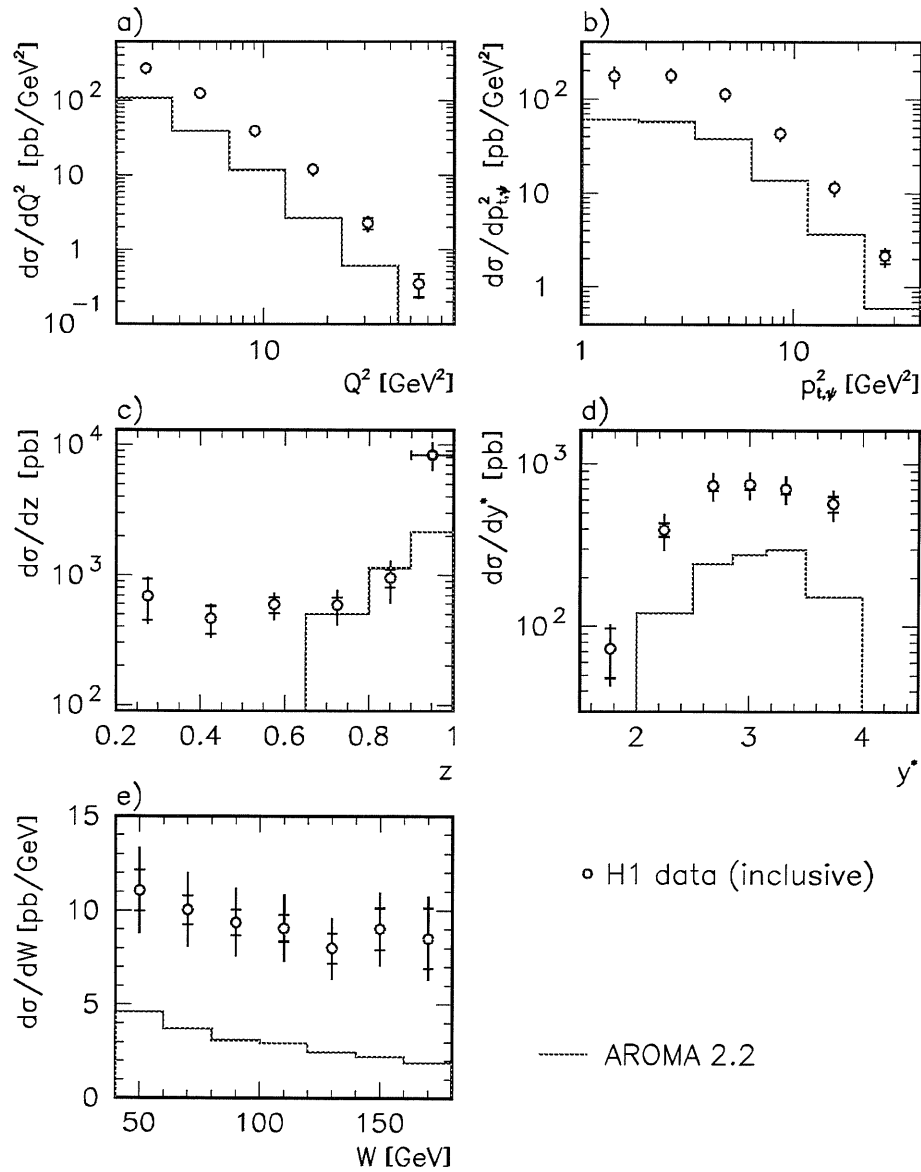 a)
dσ/dQ² [pb/GeV²]
10²
10
1
10⁻¹
10
Q² [GeV²]
b)
dσ/dp²ₜ,ψ [pb/GeV²]
10²
10
1
1
10
p²ₜ,ψ [GeV²]
c)
dσ/dz [pb]
10⁴
10³
10²
0.2 0.4 0.6 0.8 1
z
d)
dσ/dy* [pb]
10³
10²
2 3 4
y*
e)
dσ/dW [pb/GeV]
15
10
5
0
50 100 150
W [GeV]
H1 data (inclusive)
AROMA 2.2